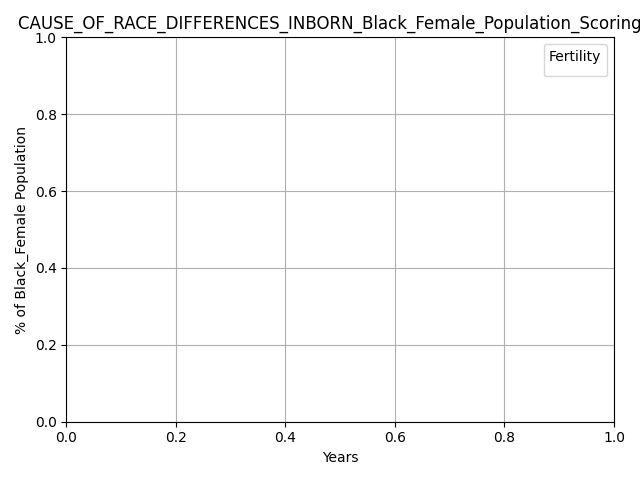 CAUSE_OF_RACE_DIFFERENCES_INBORN_Black_Female_Population_Scoring
Fertility
% of Black_Female Population
1.0
0.8
0.6
0.4
0.2
0.0
0.0 0.2 0.4 0.6 0.8 1.0
Years